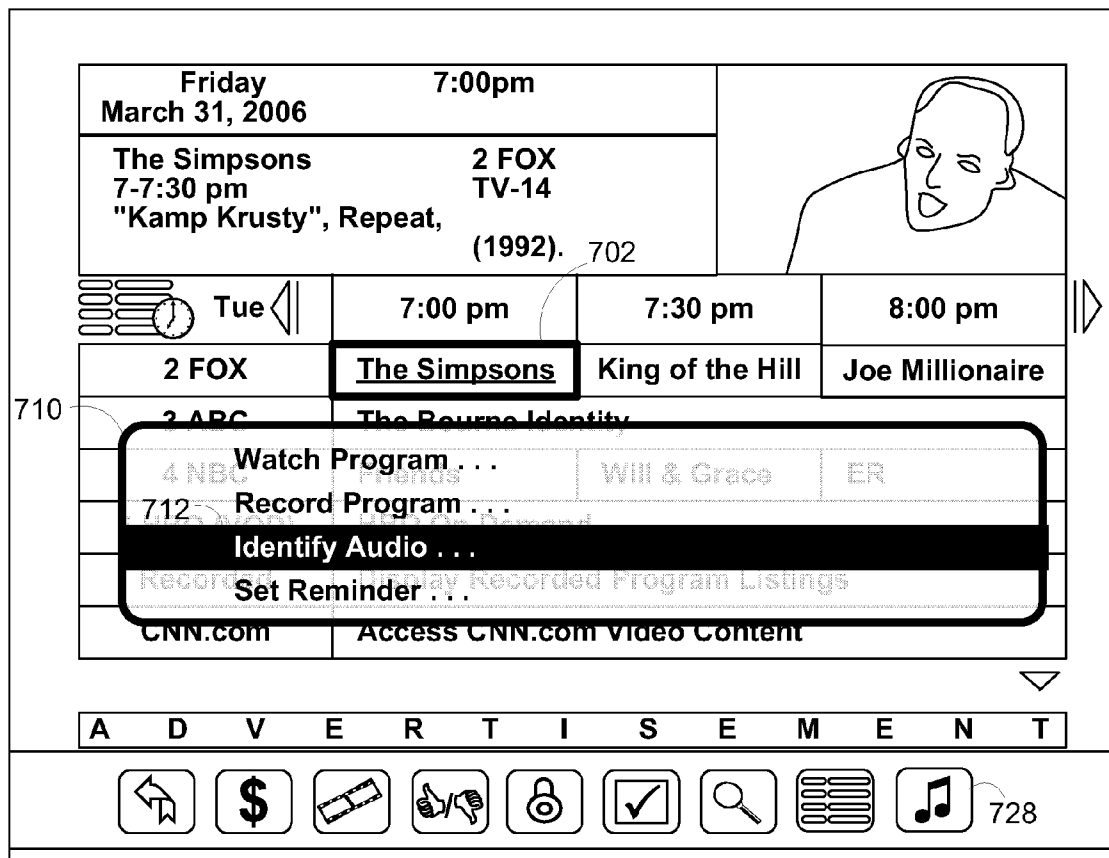 Friday 7:00pm
March 31, 2006
The Simpsons 2 FOX
7-7:30 pm TV-14
"Kamp Krusty", Repeat,
(1992).
702
Tue 7:00 pm 7:30 pm 8:00 pm
2 FOX The Simpsons King of the Hill Joe Millionaire
710
3 ABC The Bourne Identity
Watch Program . . .
4 NBC Friends Will & Grace ER
Record Program . . .
712
HBO On Demand
Identify Audio . . .
Recorded Display Recorded Program Listings
Set Reminder . . .
CNN.com Access CNN.com Video Content
A D V E R T I S E M E N T
$
728